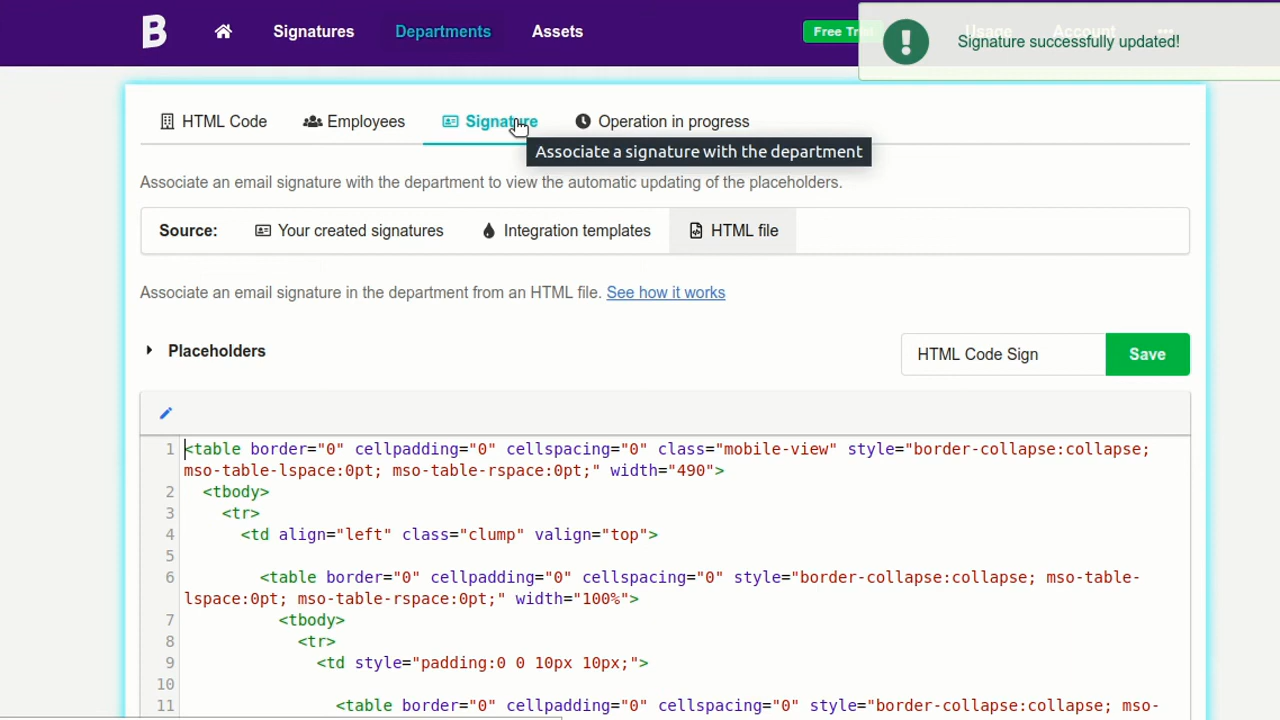 B Signatures Departments Assets Free Usage Account
Signature successfully updated!
HTML Code Employees Signature Operation in progress
Associate a signature with the department
Associate an email signature with the department to view the automatic updating of the placeholders.
Source: Your created signatures Integration templates HTML file
Associate an email signature in the department from an HTML file. See how it works
Placeholders HTML Code Sign Save
1 <table border="0" cellpadding="0" cellspacing="0" class="mobile-view" style="border-collapse:collapse;
mso-table-lspace:0pt; mso-table-rspace:0pt;" width="490">
2 <tbody>
3 <tr>
4 <td align="left" class="clump" valign="top">
5
6 <table border="0" cellpadding="0" cellspacing="0" style="border-collapse:collapse; mso-table-
lspace:0pt; mso-table-rspace:0pt;" width="100%">
7 <tbody>
8 <tr>
9 <td style="padding:0 0 10px 10px;">
10
11 <table border="0" cellpadding="0" cellspacing="0" style="border-collapse:collapse; mso-